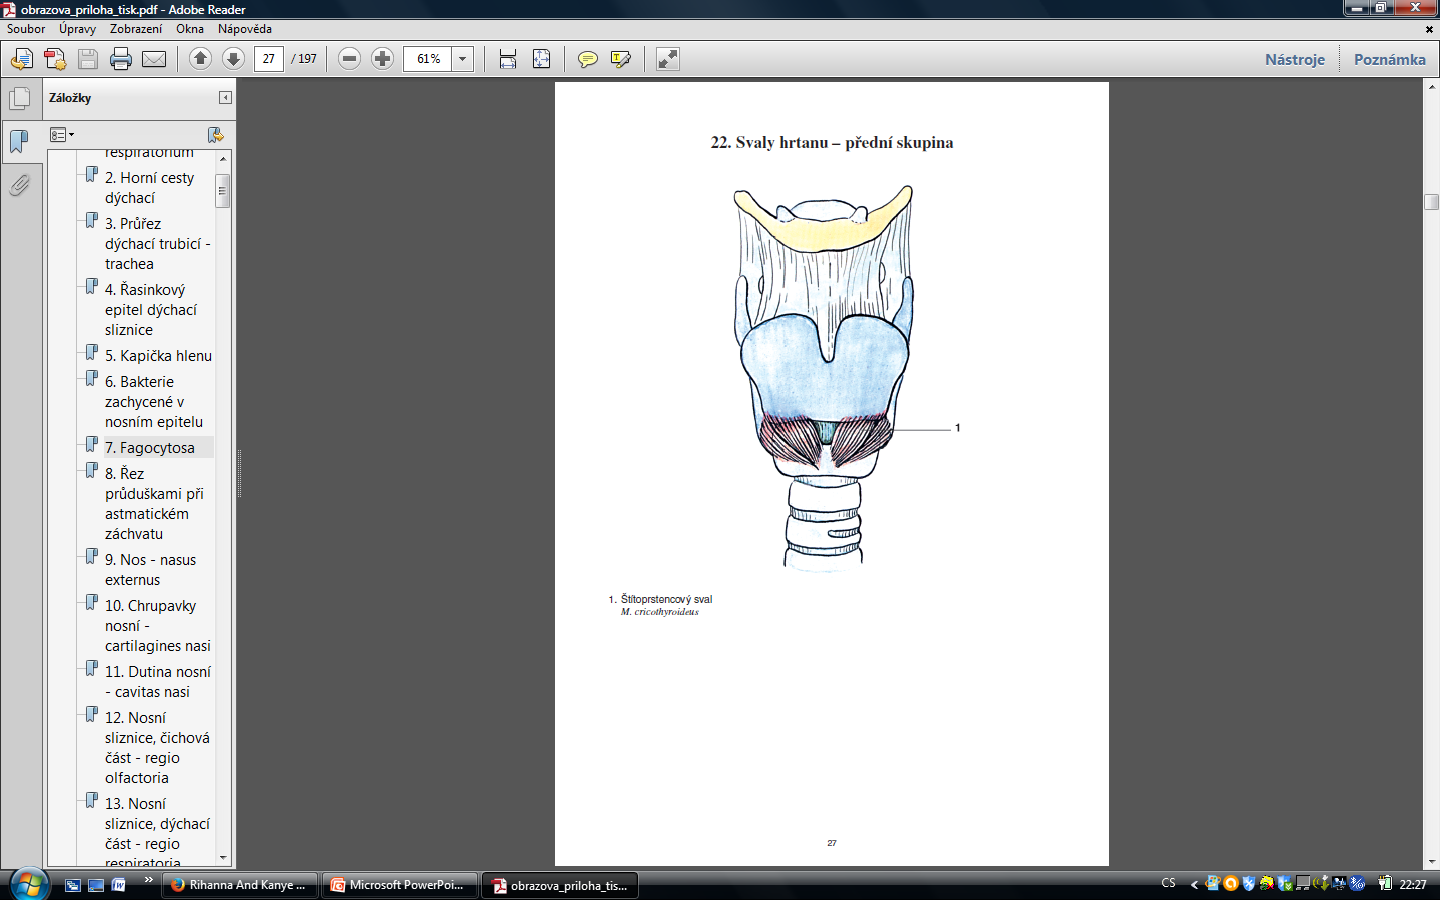 obrazova_priloha_tisk.pdf - Adobe Reader
Soubor Úpravy Zobrazení Okna Nápověda
27 / 197 61% Nástroje Poznámka
Záložky
respiratorium
2. Horní cesty
dýchací
3. Průřez
dýchací trubicí -
trachea
4. Řasinkový
epitel dýchací
sliznice
5. Kapička hlenu
6. Bakterie
zachycené v
nosním epitelu
7. Fagocytosa
8. Řez
průduškami při
astmatickém
záchvatu
9. Nos - nasus
externus
10. Chrupavky
nosní -
cartilagines nasi
11. Dutina nosní
- cavitas nasi
12. Nosní
sliznice, čichová
část - regio
olfactoria
13. Nosní
sliznice, dýchací
část - regio
respiratoria
22. Svaly hrtanu – přední skupina
1
1. Štítoprstencový sval
M. cricothyroideus
27
Rihanna And Kanye ... Microsoft PowerPoi... obrazova_priloha_tis... CS 22:27